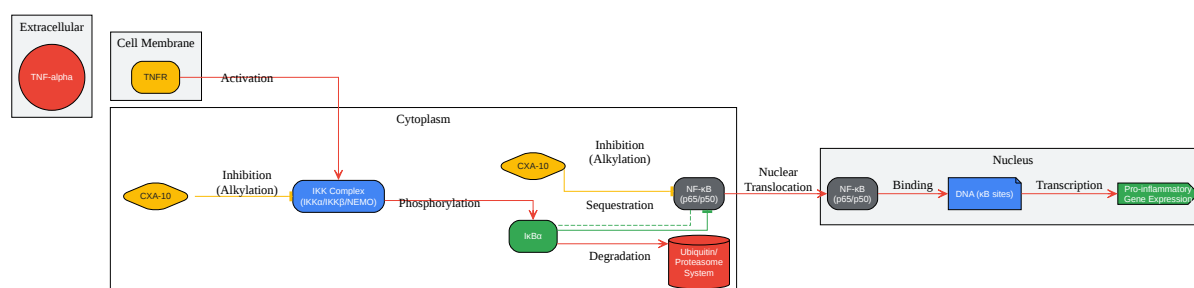 Extracellular
TNF-alpha
Cell Membrane
TNFR
Activation
Cytoplasm
CXA-10
Inhibition
(Alkylation)
IKK Complex
(IKKα/IKKβ/NEMO)
Phosphorylation
CXA-10
Inhibition
(Alkylation)
NF-κB
(p65/p50)
Sequestration
IκBα
Degradation
Ubiquitin/
Proteasome
System
Nuclear
Translocation
Nucleus
NF-κB
(p65/p50)
Binding
DNA (κB sites)
Transcription
Pro-inflammatory
Gene Expression